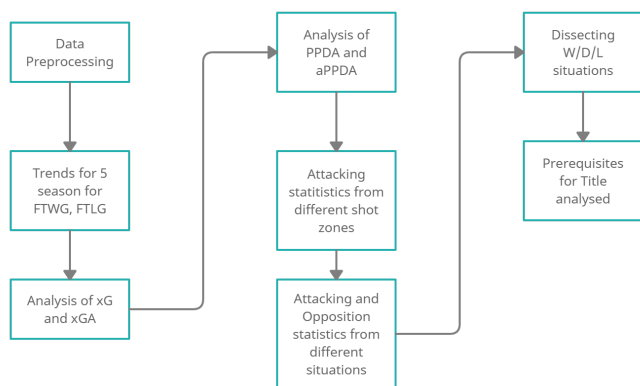 Data
Preprocessing
Trends for 5
season for
FTWG, FTLG
Analysis of xG
and xGA
Analysis of
PPDA and
aPPDA
Attacking
statitistics from
different shot
zones
Attacking and
Opposition
statistics from
different
situations
Dissecting
W/D/L
situations
Prerequisites
for Title
analysed